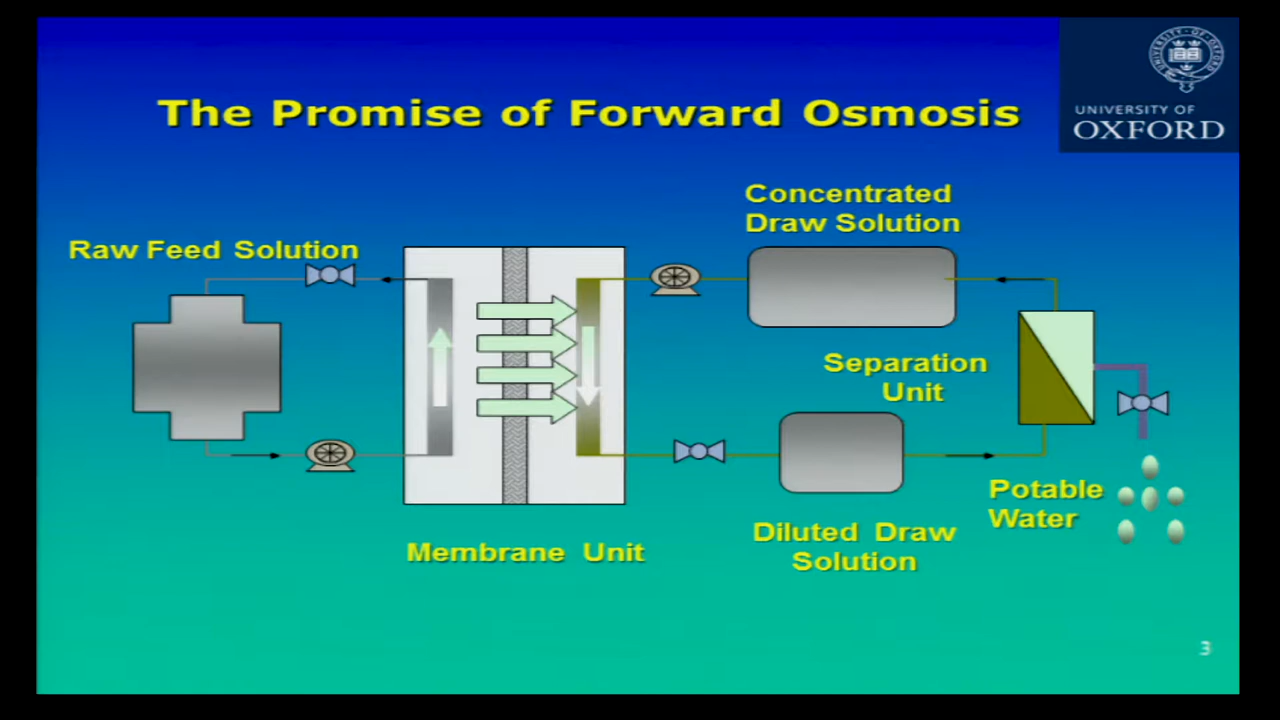 The Promise of Forward Osmosis
UNIVERSITY OF
OXFORD
Concentrated
Draw Solution
Raw Feed Solution
Separation
Unit
Potable
Water
Diluted Draw
Solution
Membrane Unit
3